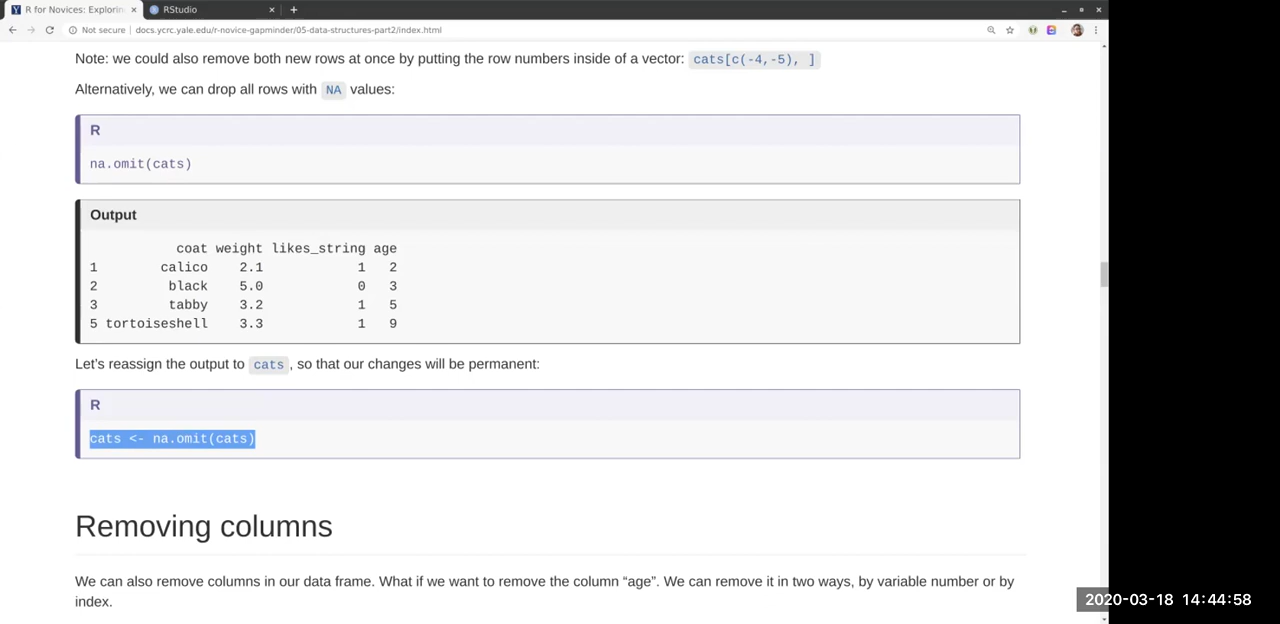 R for Novices: Explorin
RStudio
Not secure | docs.ycrc.yale.edu/r-novice-gapminder/05-data-structures-part2/index.html
Note: we could also remove both new rows at once by putting the row numbers inside of a vector: cats[c(-4,-5), ]
Alternatively, we can drop all rows with NA values:
R
na.omit(cats)
Output
coat weight likes_string age
1 calico 2.1 1 2
2 black 5.0 0 3
3 tabby 3.2 1 5
5 tortoiseshell 3.3 1 9
Let’s reassign the output to cats , so that our changes will be permanent:
R
cats <- na.omit(cats)
Removing columns
We can also remove columns in our data frame. What if we want to remove the column “age”. We can remove it in two ways, by variable number or by
index.
2020-03-18 14:44:58